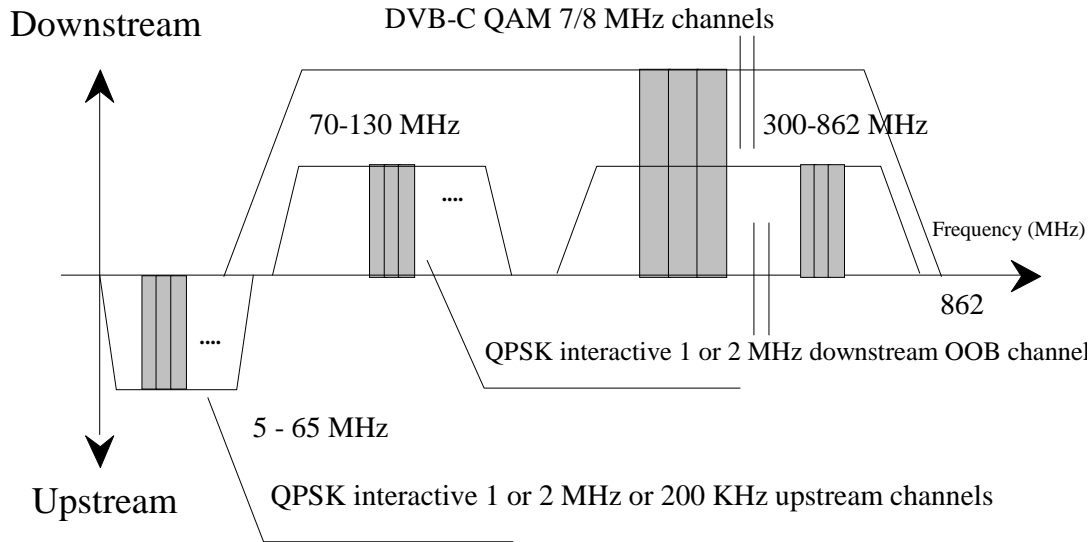 DVB-C QAM 7/8 MHz channels
Downstream
70-130 MHz
300-862 MHz
....
Frequency (MHz)
862
....
QPSK interactive 1 or 2 MHz downstream OOB channel
5 - 65 MHz
Upstream
QPSK interactive 1 or 2 MHz or 200 KHz upstream channels